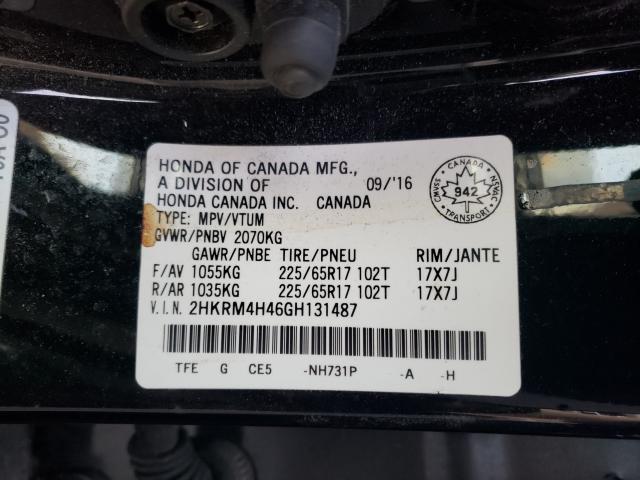 HONDA OF CANADA MFG.,
A DIVISION OF 09/'16
HONDA CANADA INC. CANADA
TYPE: MPV/VTUM
GVWR/PNBV 2070KG
GAWR/PNBE TIRE/PNEU RIM/JANTE
F/AV 1055KG 225/65R17 102T 17X7J
R/AR 1035KG 225/65R17 102T 17X7J
V.I.N. 2HKRM4H46GH131487
TFE G CE5 -NH731P -A -H
CANADA
CMVSS 942 NSVAC
TRANSPORT